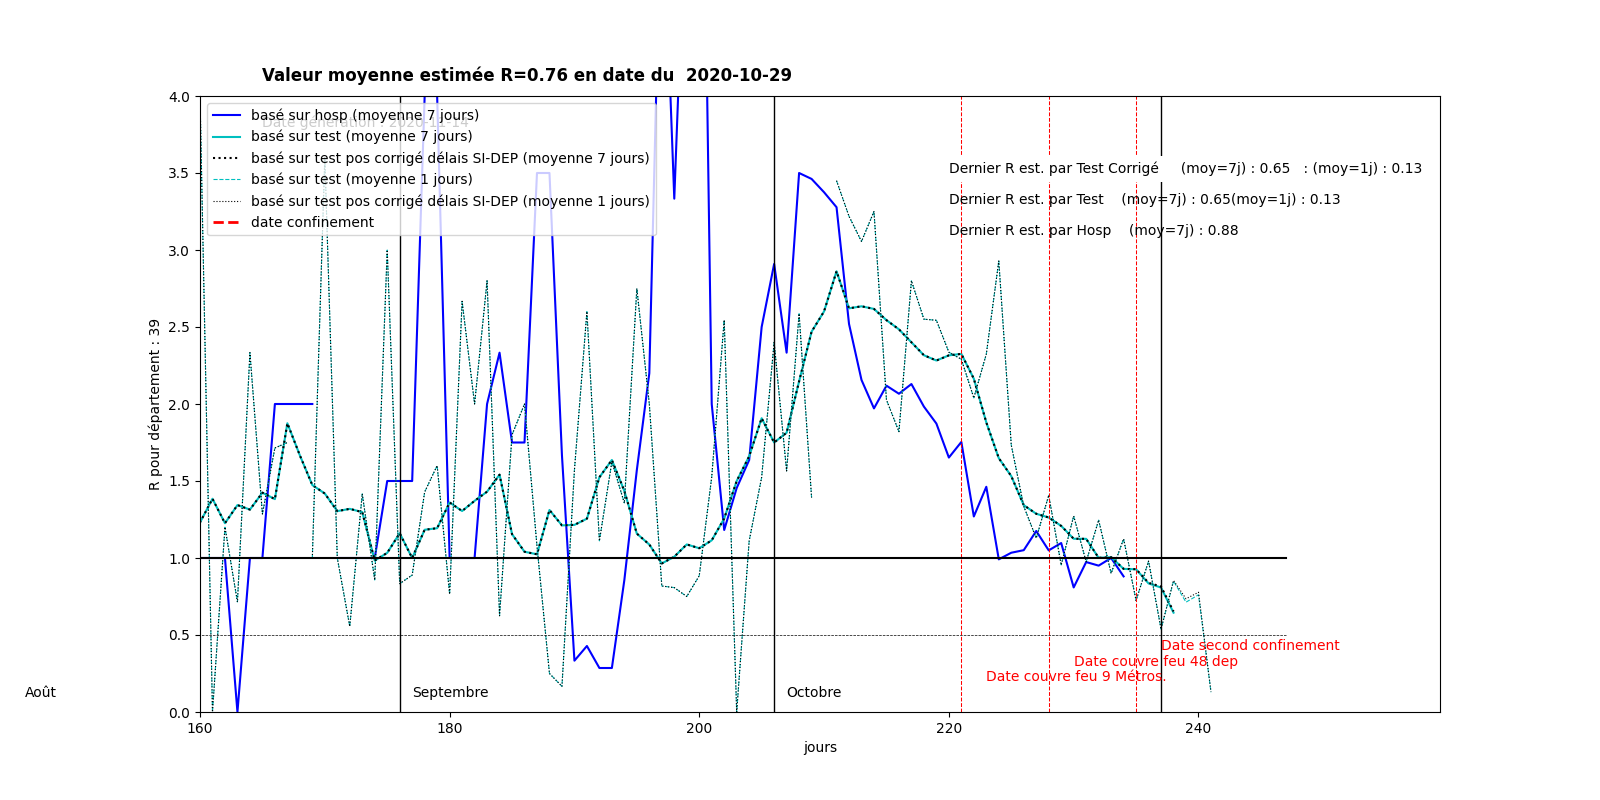 Valeur moyenne estimée R=0.76 en date du  2020-10-29
Date génération : 2020-11-14
basé sur hosp (moyenne 7 jours)
basé sur test (moyenne 7 jours)
basé sur test pos corrigé délais SI-DEP (moyenne 7 jours)
basé sur test (moyenne 1 jours)
basé sur test pos corrigé délais SI-DEP (moyenne 1 jours)
date confinement
Dernier R est. par Test Corrigé (moy=7j) : 0.65 : (moy=1j) : 0.13
Dernier R est. par Test (moy=7j) : 0.65(moy=1j) : 0.13
Dernier R est. par Hosp (moy=7j) : 0.88
R pour département : 39
4.0
3.5
3.0
2.5
2.0
1.5
1.0
0.5
0.0
Date second confinement
Date couvre feu 48 dep
Date couvre feu 9 Métros.
Août
Septembre
Octobre
160
180
200
220
240
jours